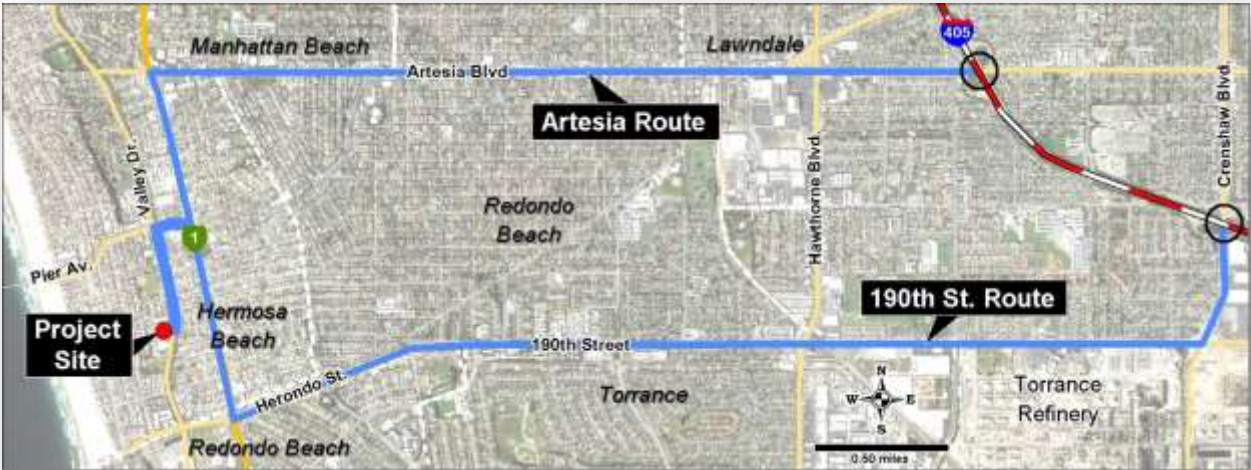 Manhattan Beach
Lawndale
405
Artesia Blvd
Artesia Route
Crenshaw Blvd.
Valley Dr.
Hawthorne Blvd.
Redondo
Beach
1
Pier Av.
Hermosa
Beach
Project
Site
190th St. Route
190th Street
Herondo St.
Torrance
N
W
E
S
Torrance
Refinery
Redondo Beach
0.50 miles